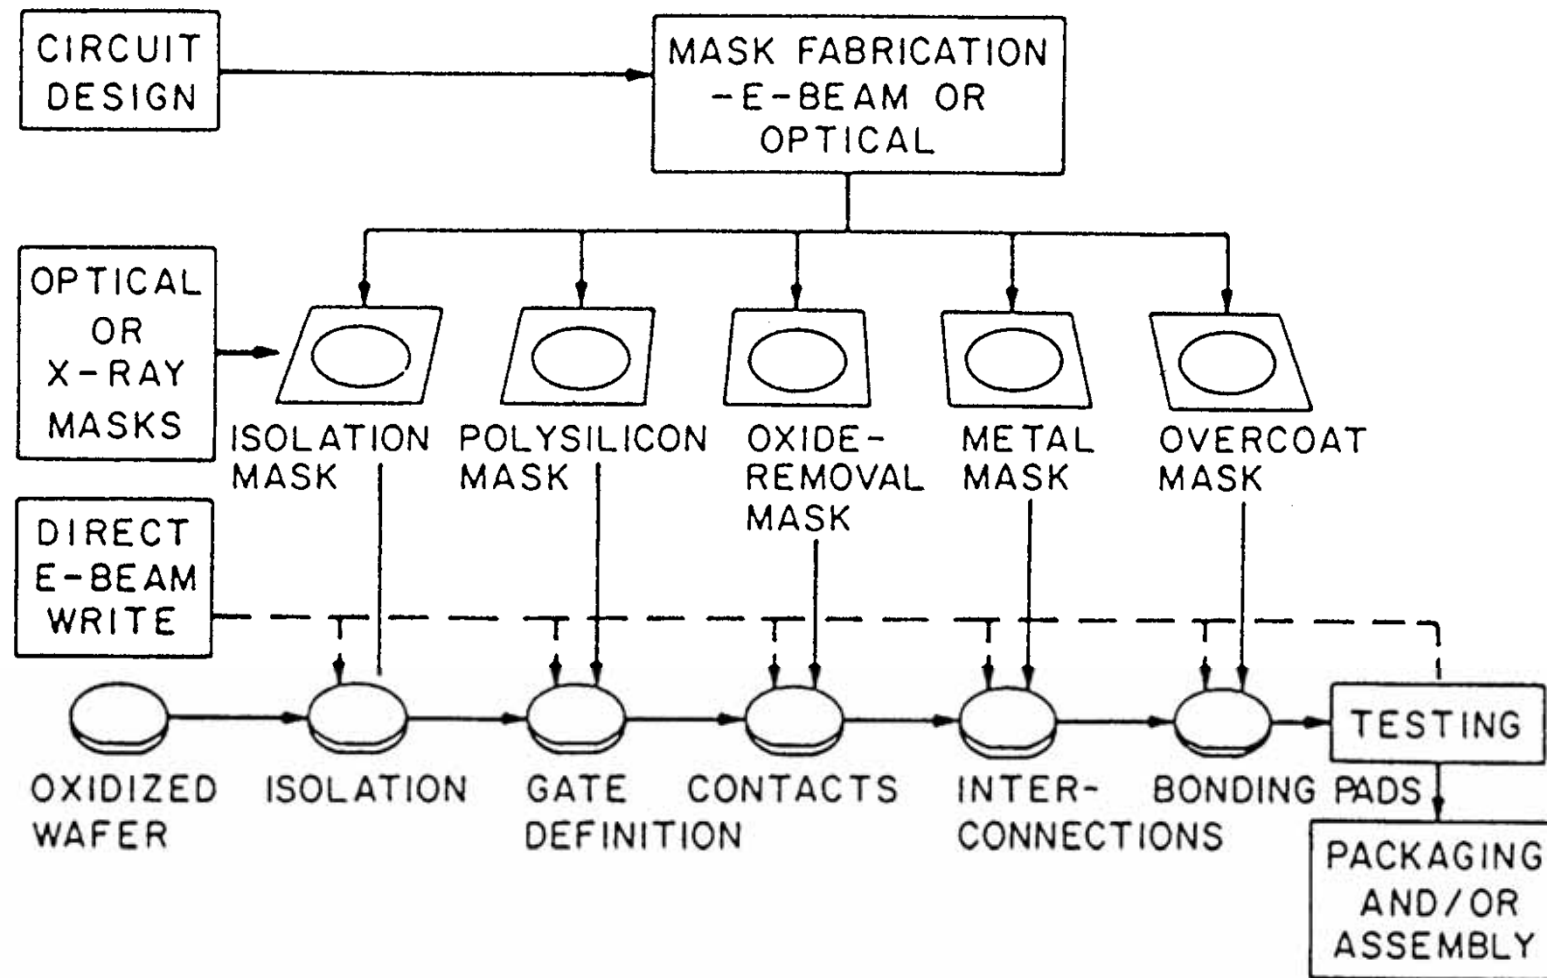 CIRCUIT
DESIGN
MASK FABRICATION
-E-BEAM OR
OPTICAL
OPTICAL
OR
X-RAY
MASKS
ISOLATION
MASK
POLYSILICON
MASK
OXIDE-
REMOVAL
MASK
METAL
MASK
OVERCOAT
MASK
DIRECT
E-BEAM
WRITE
OXIDIZED
WAFER
ISOLATION
GATE
DEFINITION
CONTACTS
INTER-
CONNECTIONS
BONDING PADS
TESTING
PACKAGING
AND/OR
ASSEMBLY